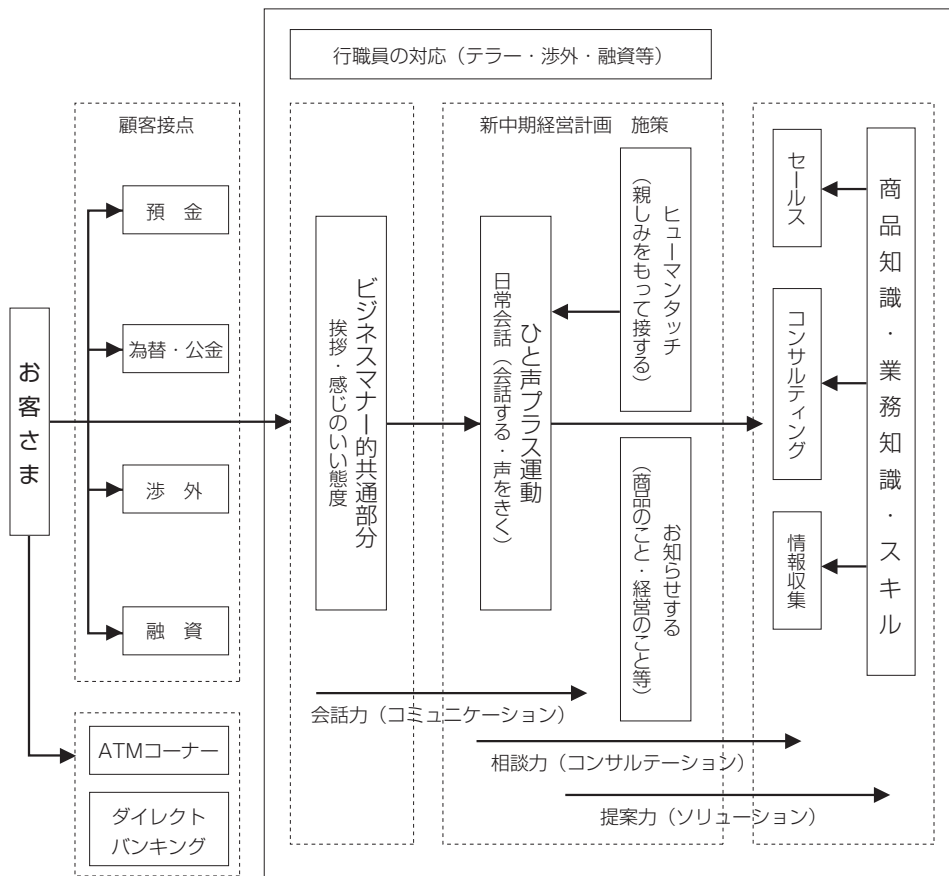 行職員の対応（テラー・渉外・融資等）
顧客接点
預　金
為替・公金
渉　外
融　資
お客さま
ATMコーナー
ダイレクト
バンキング
ビジネスマナー的共通部分
挨拶・感じのいい態度
新中期経営計画　施策
ひと声プラス運動
日常会話（会話する・声をきく）
ヒューマンタッチ
（親しみをもって接する）
お知らせする
（商品のこと・経営のこと等）
セールス
コンサルティング
情報収集
商品知識・業務知識・スキル
会話力（コミュニケーション）
相談力（コンサルテーション）
提案力（ソリューション）